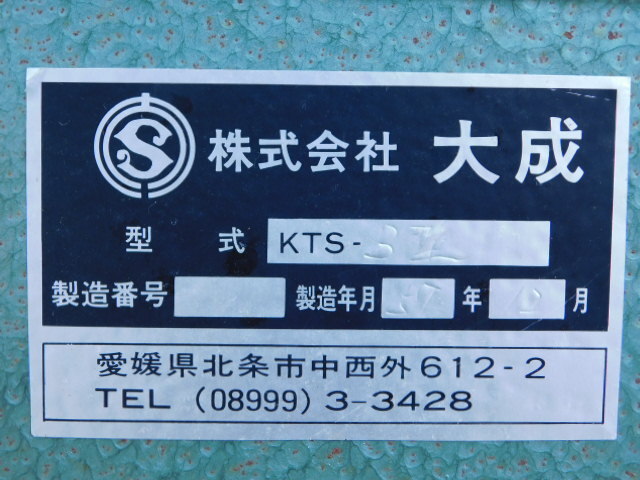 株式会社 大成
型式 KTS-
製造番号 製造年月 年 月
愛媛県北条市中西外612-2
TEL (08999) 3-3428